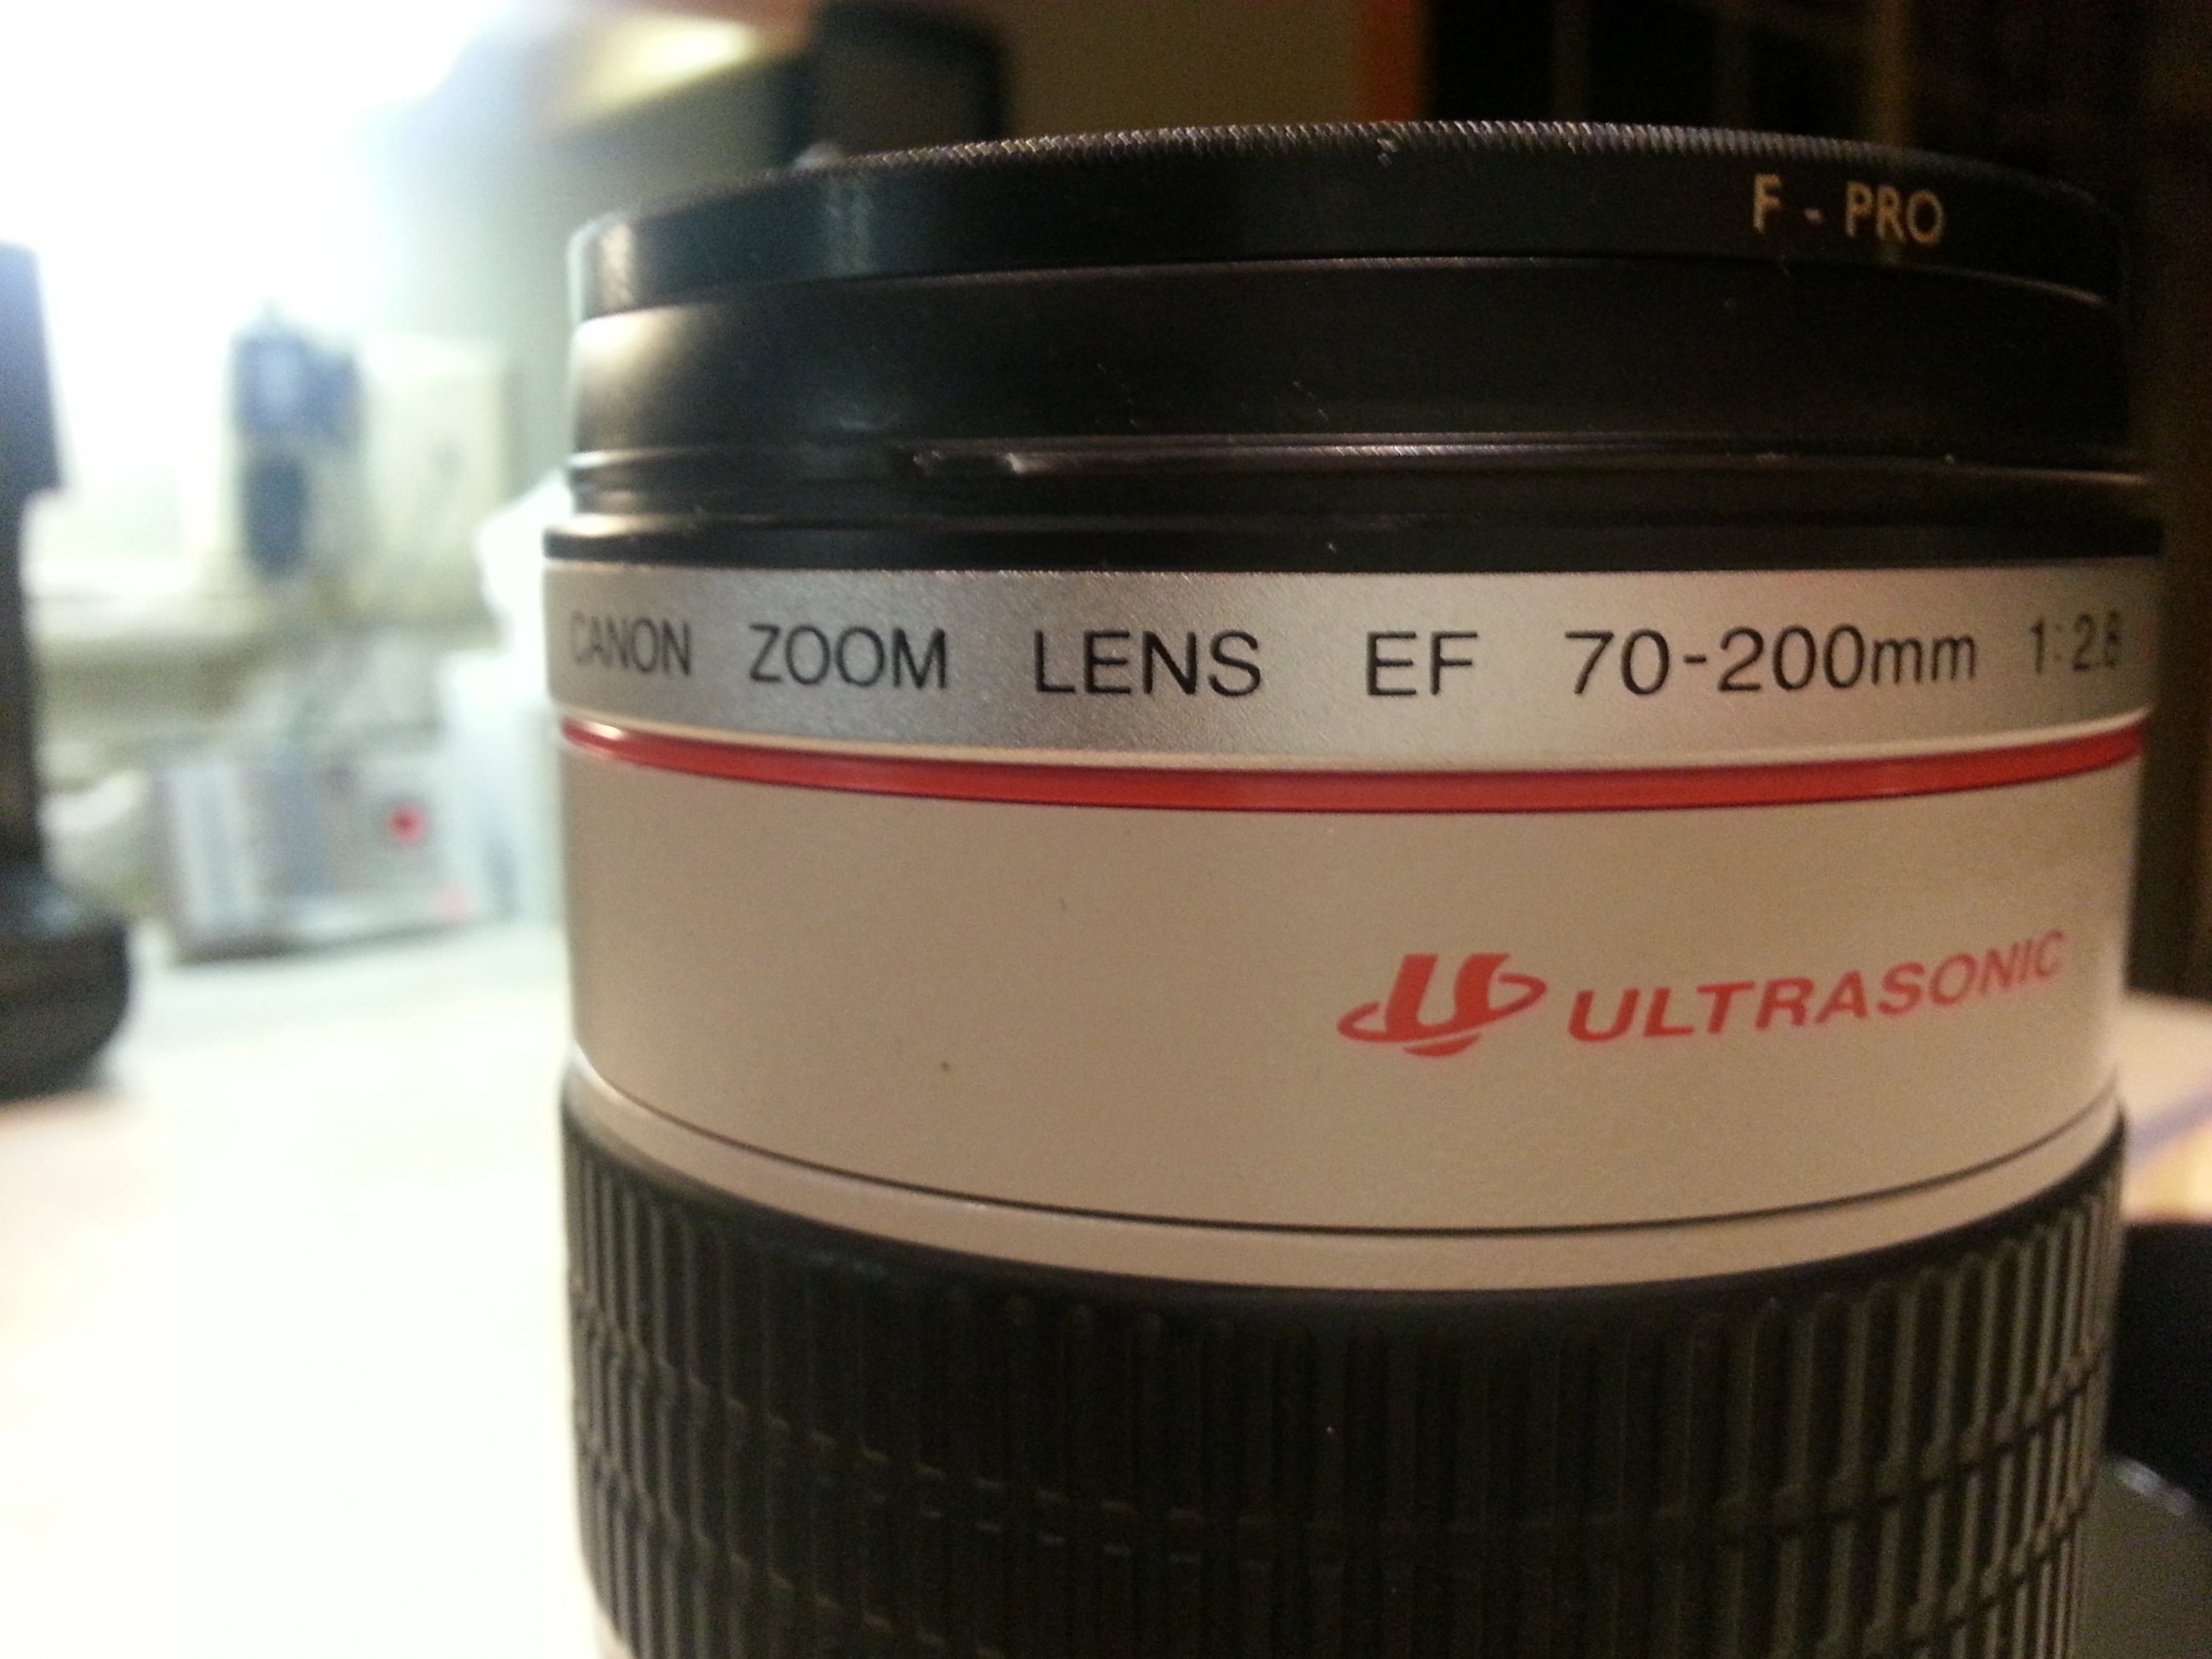 F-PRO
CANON ZOOM LENS EF 70-200mm 1:2.8
ULTRASONIC